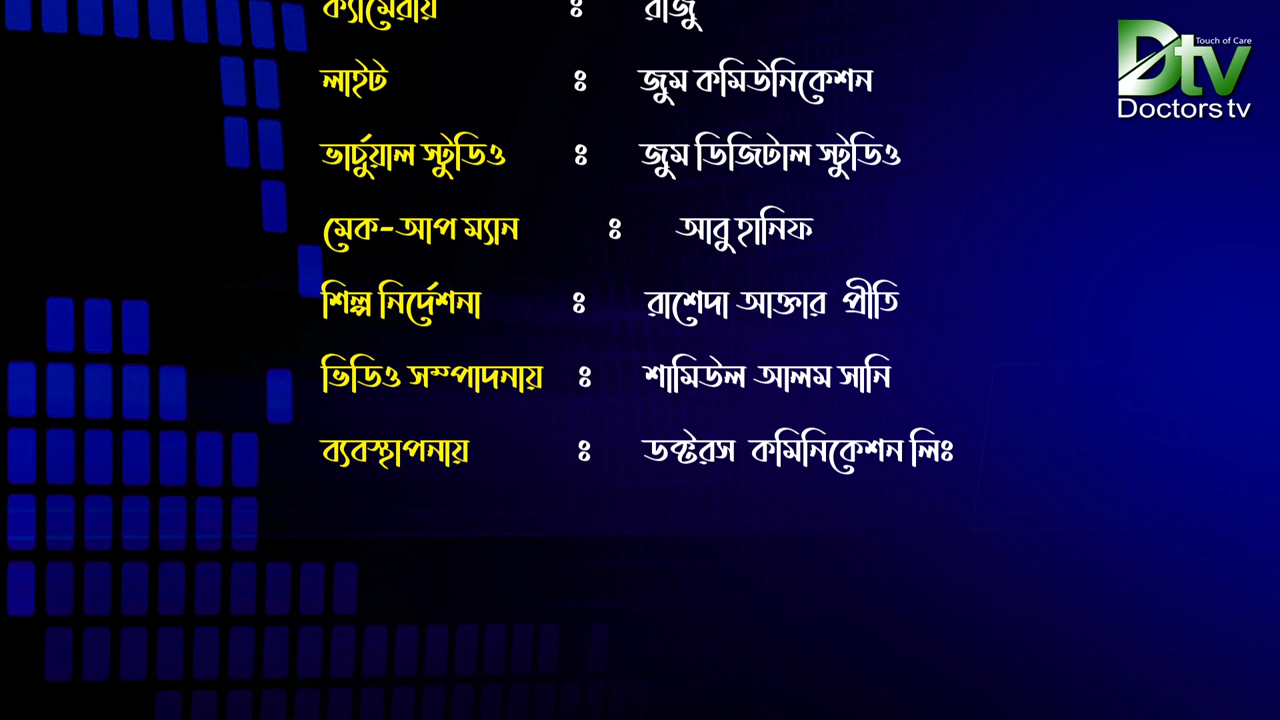 ক্যামেরায় ঃ রাজু
Touch of Care
Dtv
লাইট ঃ জুম কমিউনিকেশন
Doctors tv
ভার্চুয়াল স্টুডিও ঃ জুম ডিজিটাল স্টুডিও
মেক-আপ ম্যান ঃ আবু হানিফ
শিল্প নির্দেশনা ঃ রাশেদা আক্তার প্রীতি
ভিডিও সম্পাদনায় ঃ শামিউল আলম সানি
ব্যবস্থাপনায় ঃ ডক্টরস কমিনিকেশন লিঃ